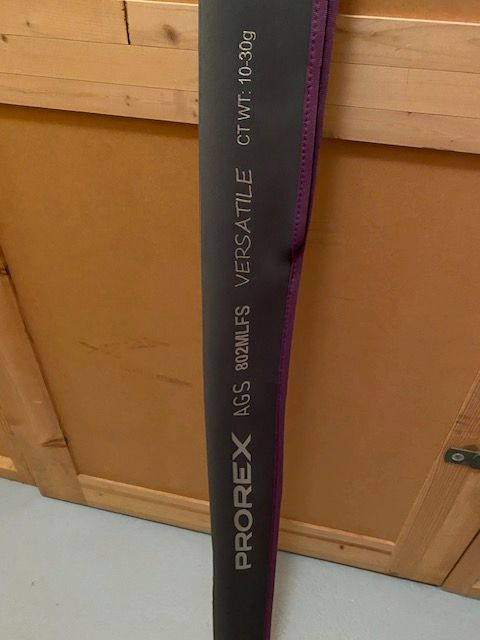 PROREX AGS 802MLFS VERSATILE CT WT: 10-30g